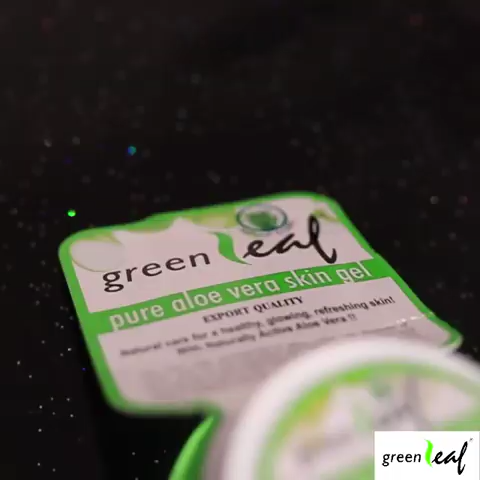 green leaf
pure aloe vera skin gel
EXPORT QUALITY
Natural care for a healthy, glowing, refreshing skin!
With Naturally Active Aloe Vera !!
green leaf